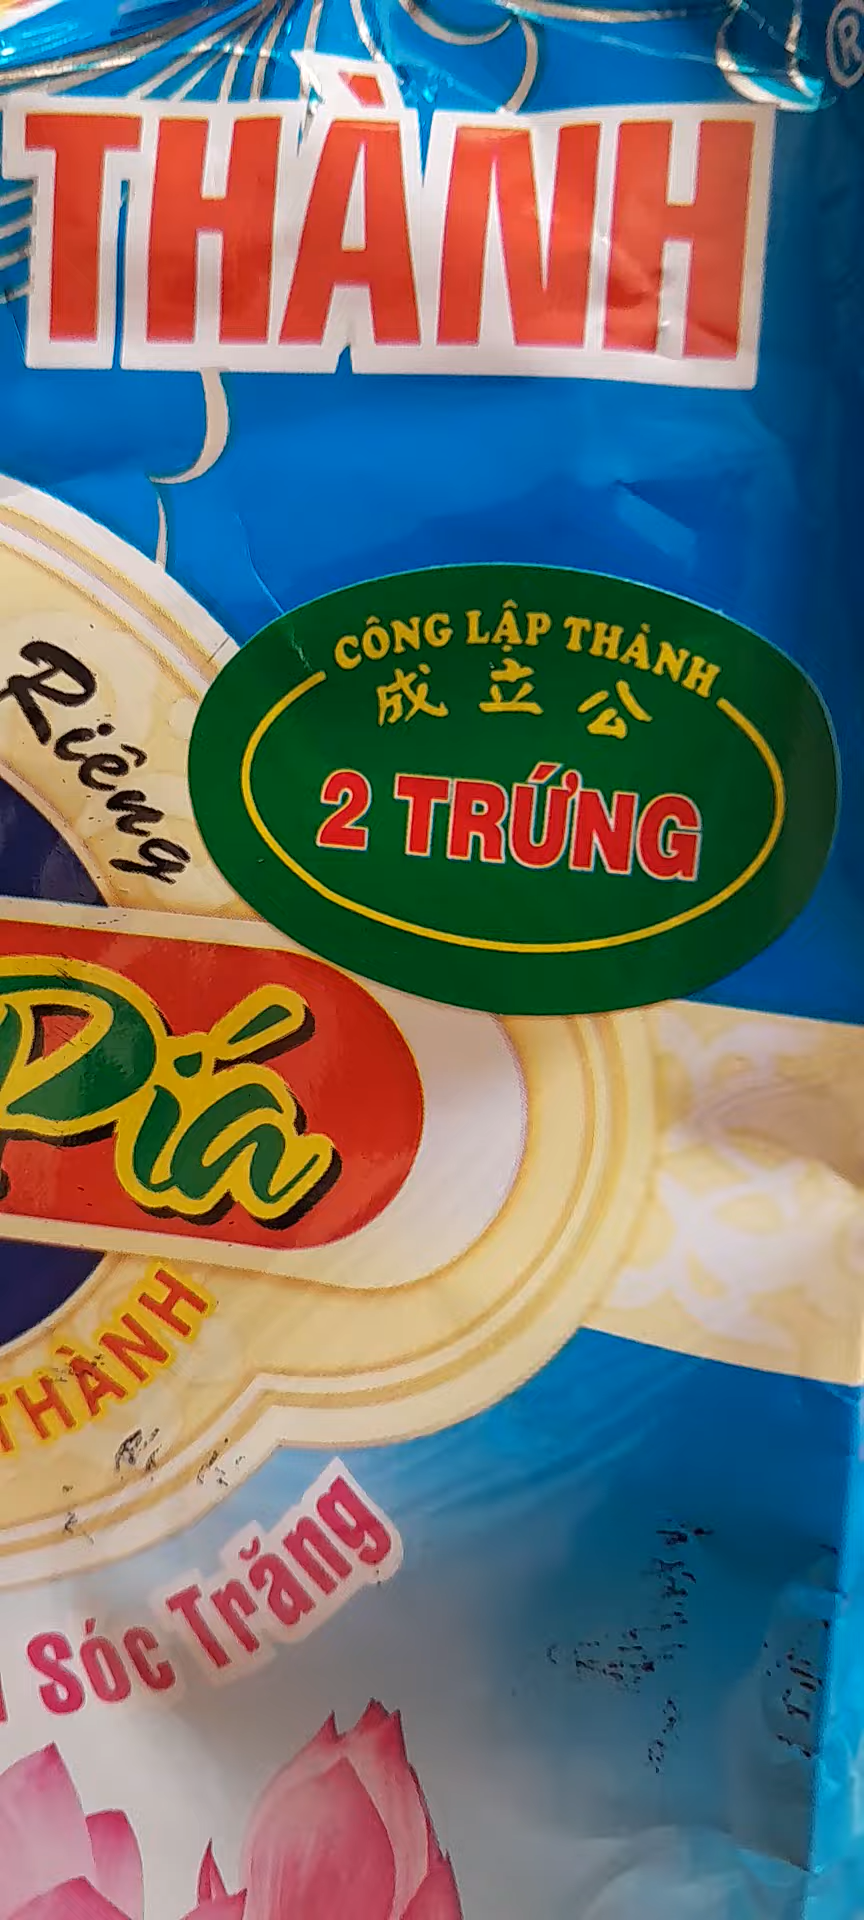 ®
THÀNH
CÔNG LẬP THÀNH
成立公
2 TRỨNG
Riêng
Pía
THÀNH
Sóc Trăng